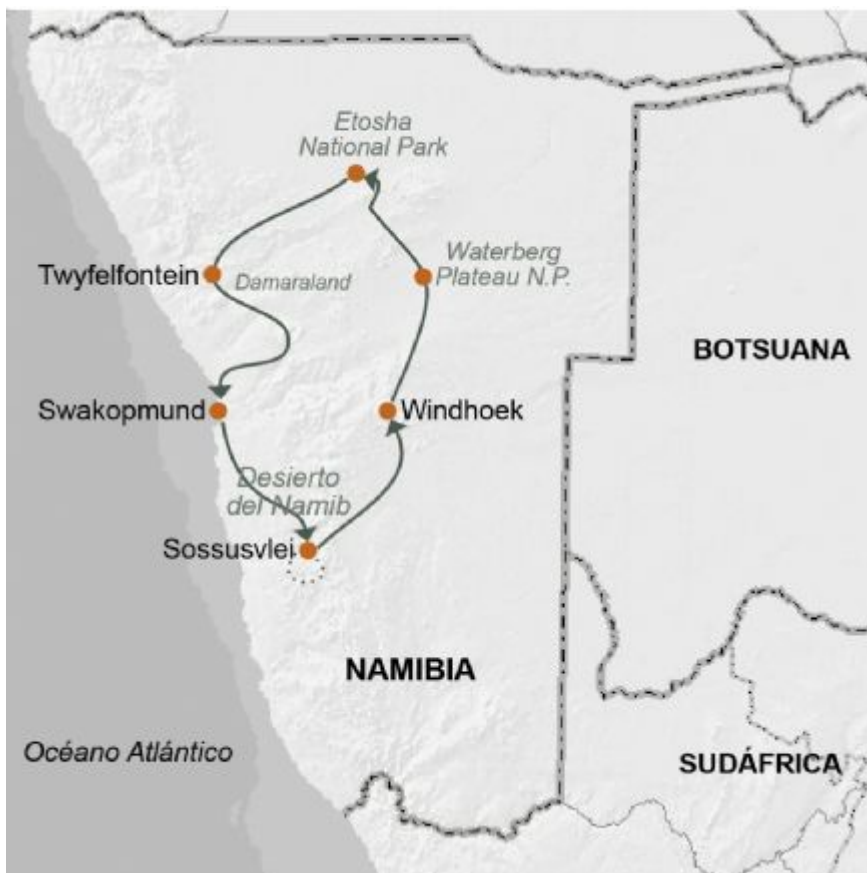 Etosha
National Park
Waterberg
Plateau N.P.
Twyfelfontein
Damaraland
BOTSUANA
Swakopmund
Windhoek
Desierto
del Namib
Sossusvlei
NAMIBIA
Océano Atlántico
SUDÁFRICA